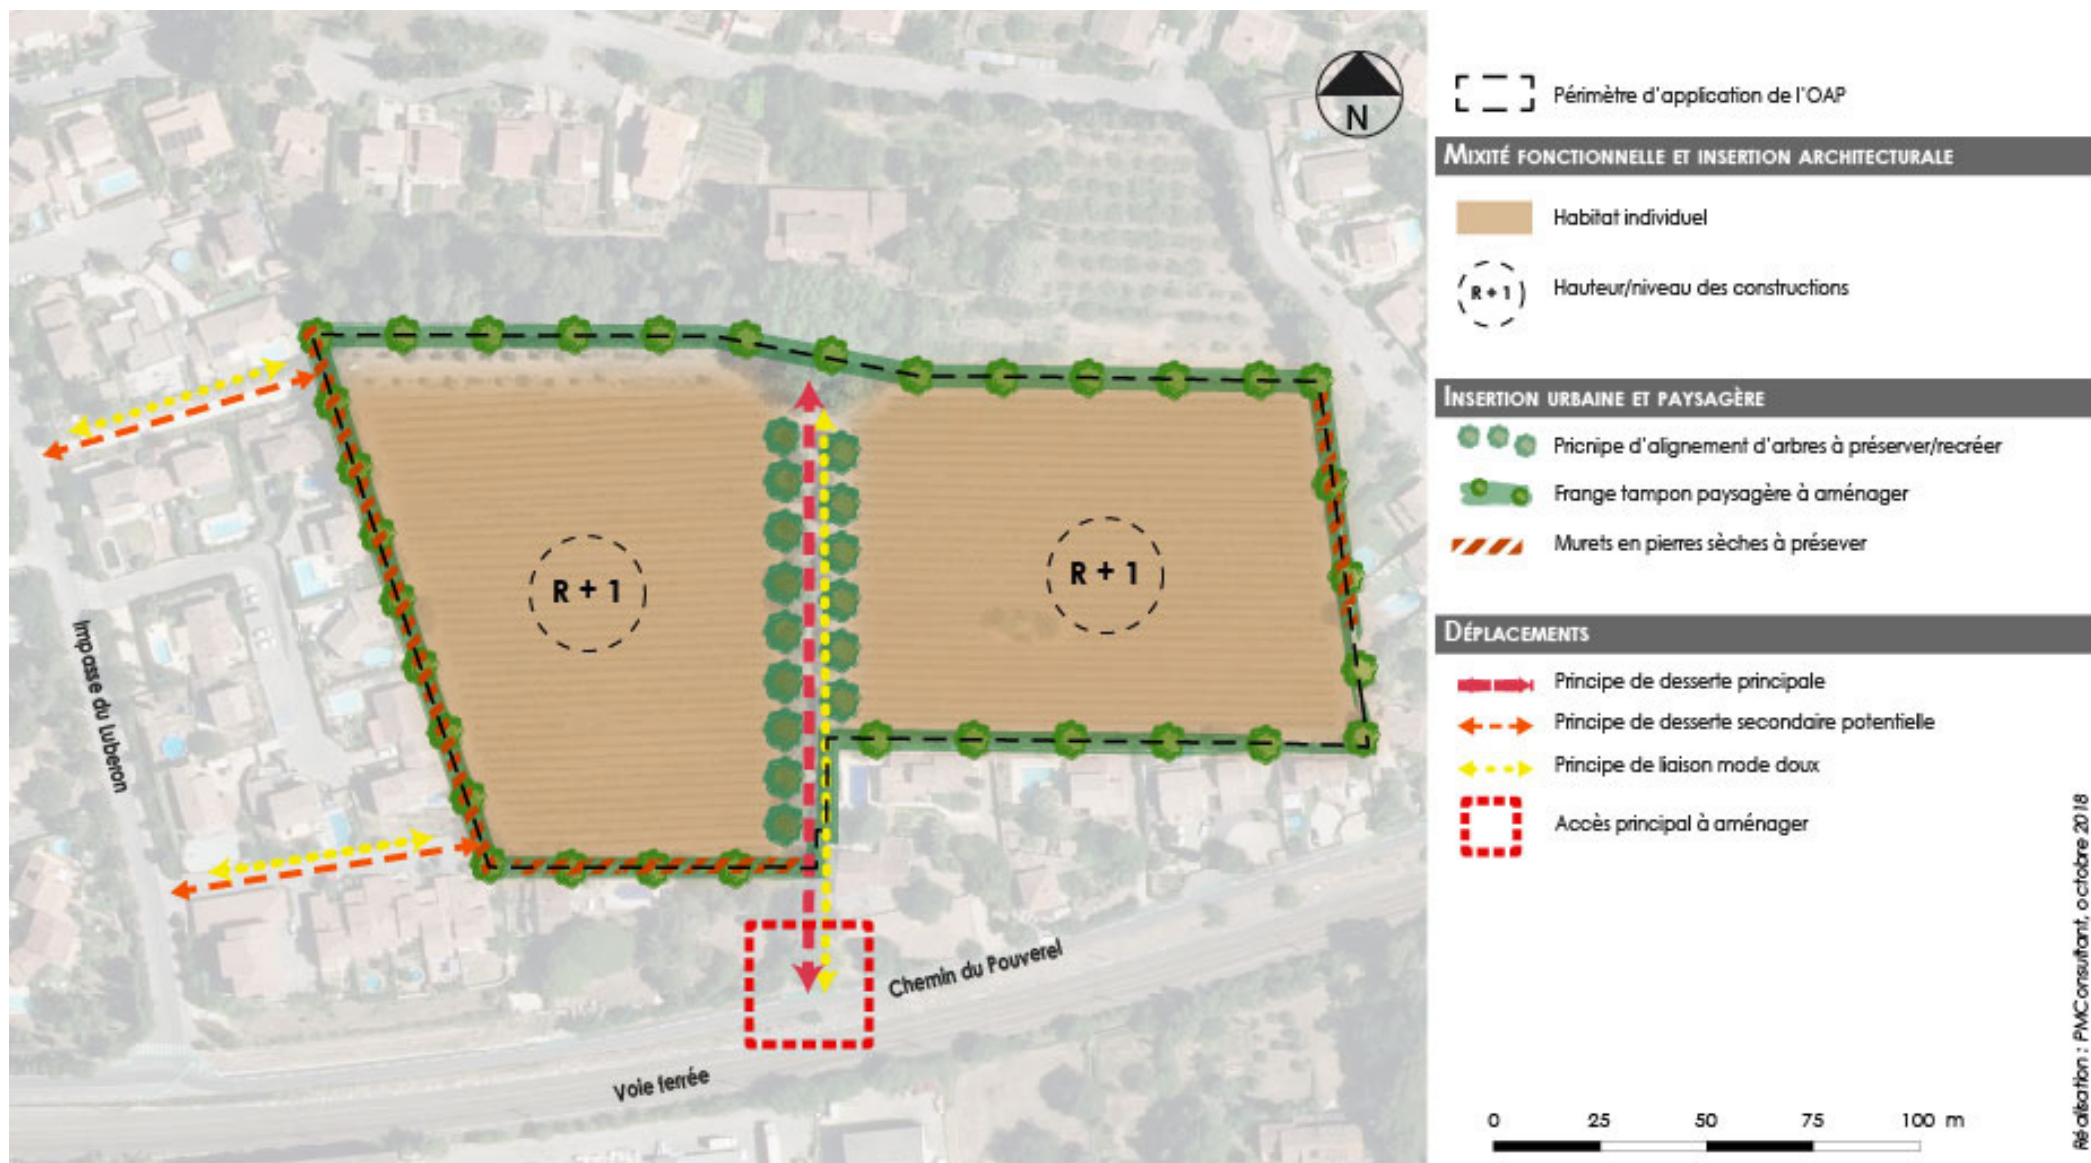 N
R + 1
R + 1
Impasse du Luberon
Chemin du Pouverel
Voie ferrée
Périmètre d'application de l'OAP
MIXITÉ FONCTIONNELLE ET INSERTION ARCHITECTURALE
Habitat individuel
R + 1
Hauteur/niveau des constructions
INSERTION URBAINE ET PAYSAGÈRE
Pricnipe d'alignement d'arbres à préserver/recréer
Frange tampon paysagère à aménager
Murets en pierres sèches à présever
DÉPLACEMENTS
Principe de desserte principale
Principe de desserte secondaire potentielle
Principe de liaison mode doux
Accès principal à aménager
0 25 50 75 100 m
Réalisation : PMConsultant, octobre 2018